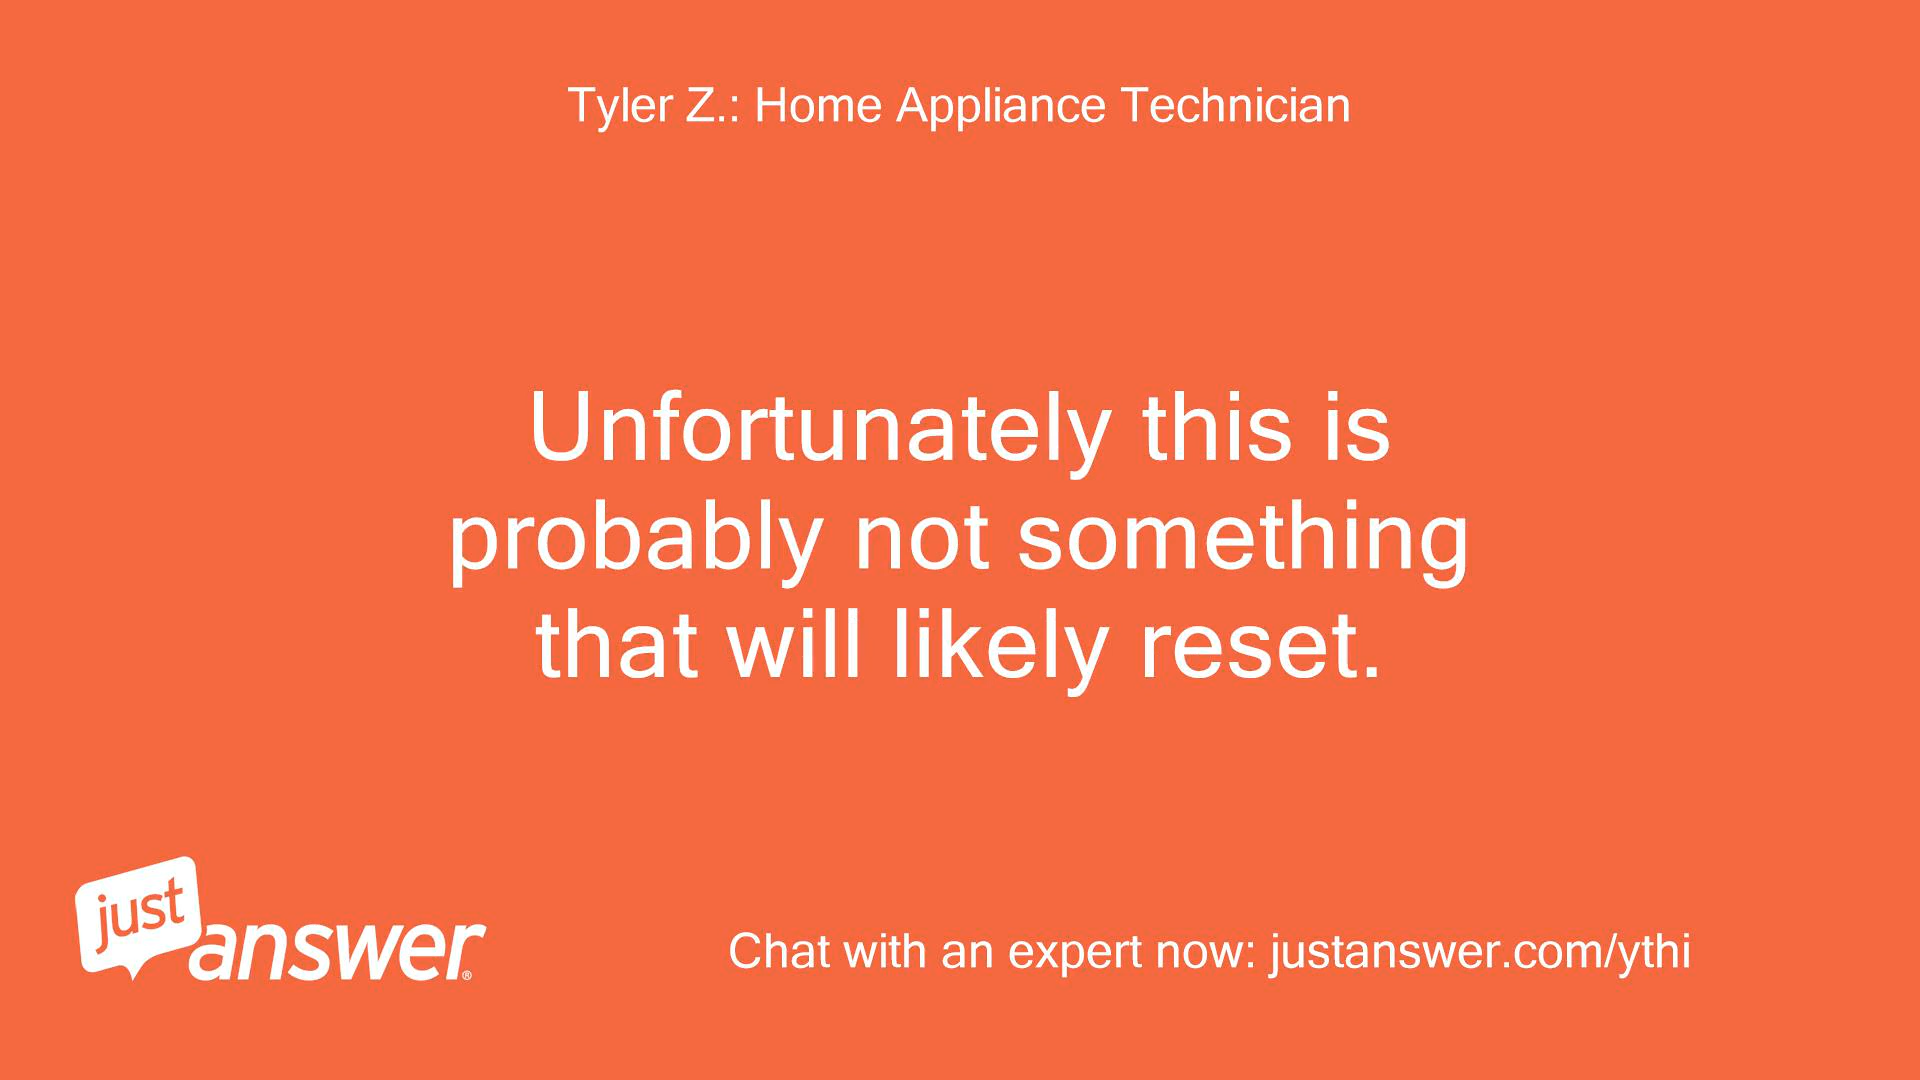 Tyler Z.: Home Appliance Technician
Unfortunately this is
probably not something
that will likely reset.
just
answer®
Chat with an expert now: justanswer.com/ythi